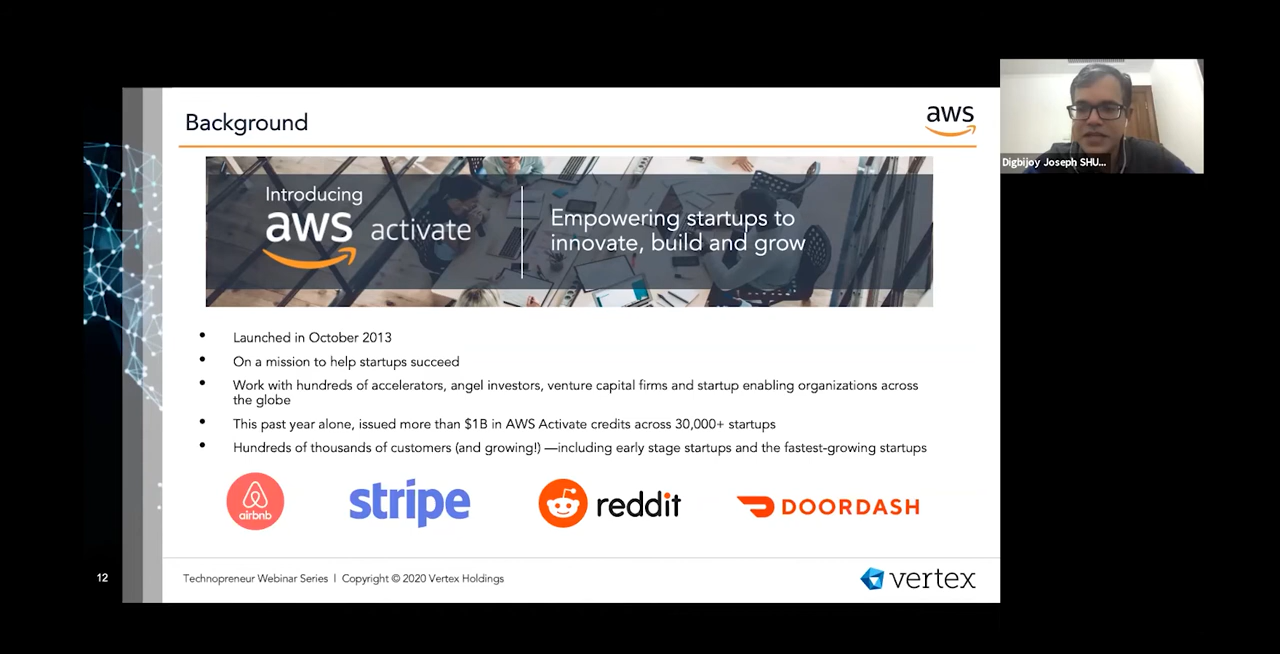 Background
aws
Introducing
aws activate
Empowering startups to
innovate, build and grow
Digbijoy Joseph SHU...
• Launched in October 2013
• On a mission to help startups succeed
• Work with hundreds of accelerators, angel investors, venture capital firms and startup enabling organizations across
the globe
• This past year alone, issued more than $1B in AWS Activate credits across 30,000+ startups
• Hundreds of thousands of customers (and growing!) —including early stage startups and the fastest-growing startups
airbnb
stripe
reddit
DOORDASH
12
Technopreneur Webinar Series | Copyright © 2020 Vertex Holdings
vertex